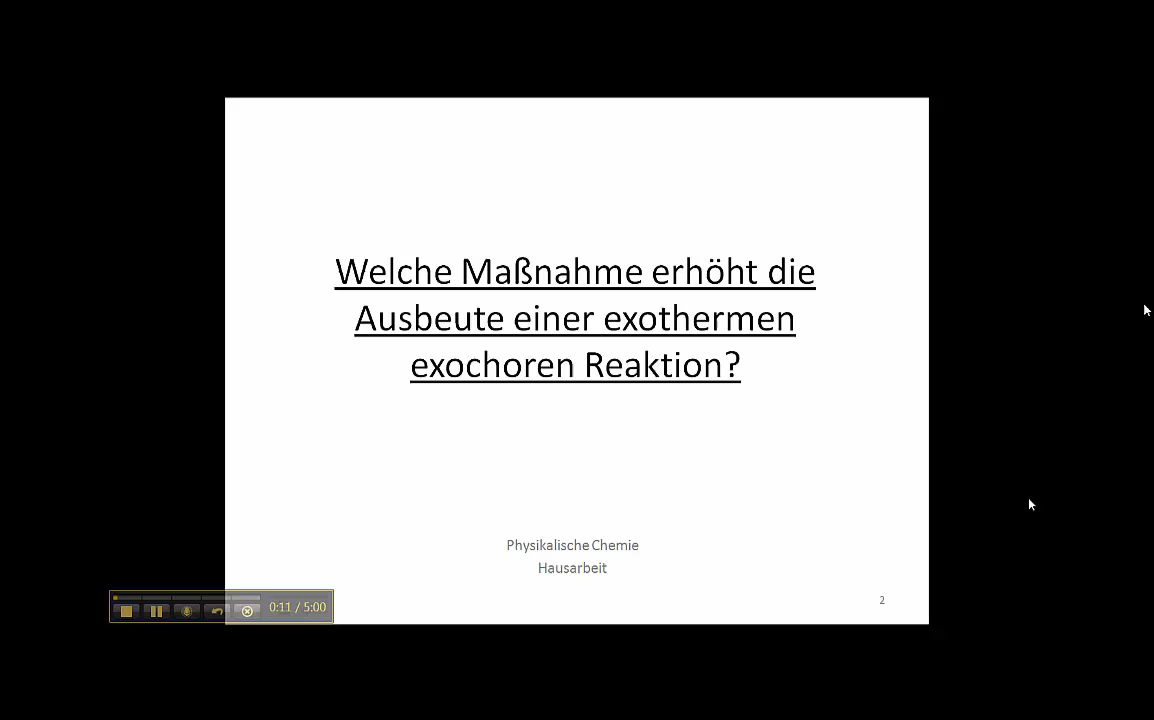 Welche Maßnahme erhöht die
Ausbeute einer exothermen
exochoren Reaktion?
Physikalische Chemie
Hausarbeit
2
0:11 / 5:00